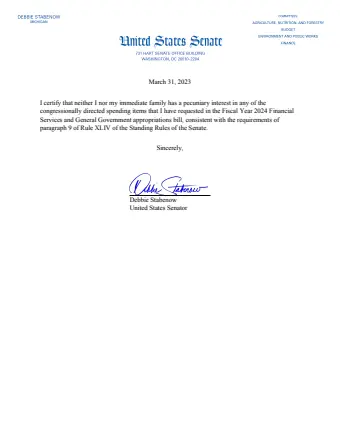 DEBBIE STABENOW
MICHIGAN
COMMITTEES:
AGRICULTURE, NUTRITION, AND FORESTRY
BUDGET
ENVIRONMENT AND PUBLIC WORKS
FINANCE
United States Senate
731 HART SENATE OFFICE BUILDING
WASHINGTON, DC 20510-2204
March 31, 2023
I certify that neither I nor my immediate family has a pecuniary interest in any of the
congressionally directed spending items that I have requested in the Fiscal Year 2024 Financial
Services and General Government appropriations bill, consistent with the requirements of
paragraph 9 of Rule XLIV of the Standing Rules of the Senate.
Sincerely,
Debbie Stabenow
Debbie Stabenow
United States Senator